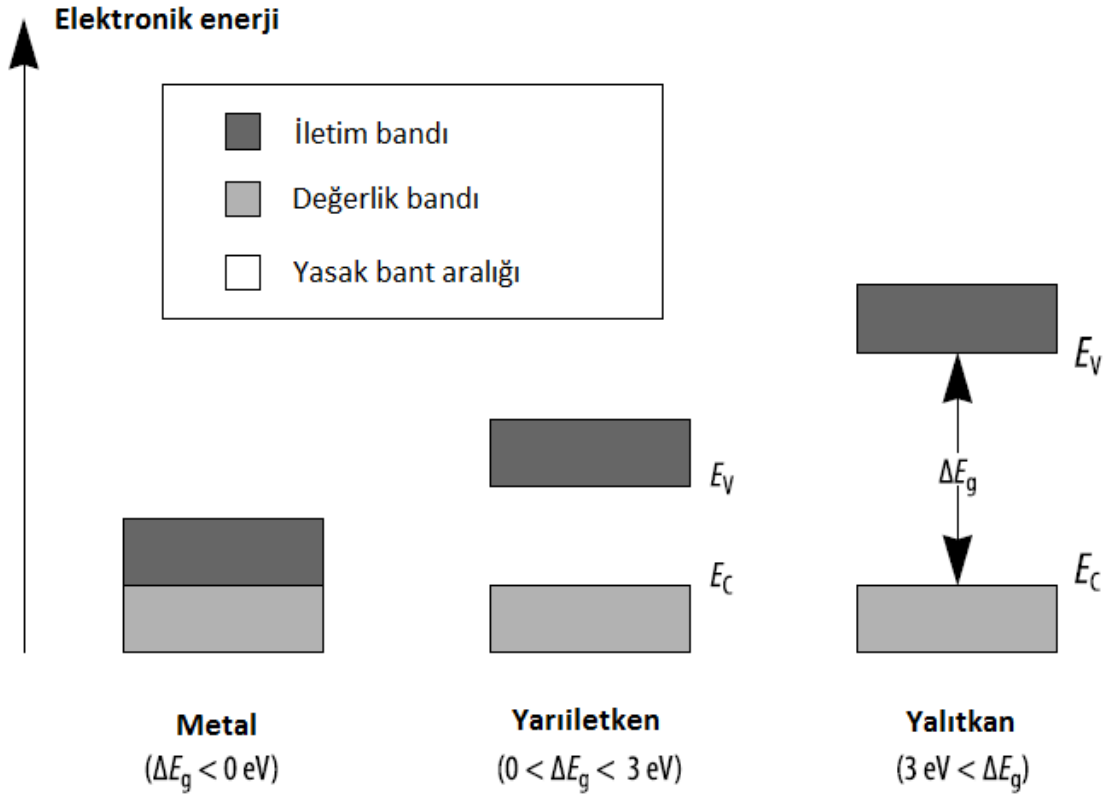 Elektronik enerji
İletim bandı
Değerlik bandı
Yasak bant aralığı
E_V
E_V
ΔE_g
E_C
E_C
Metal
(ΔE_g < 0 eV)
Yarıiletken
(0 < ΔE_g < 3 eV)
Yalıtkan
(3 eV < ΔE_g)